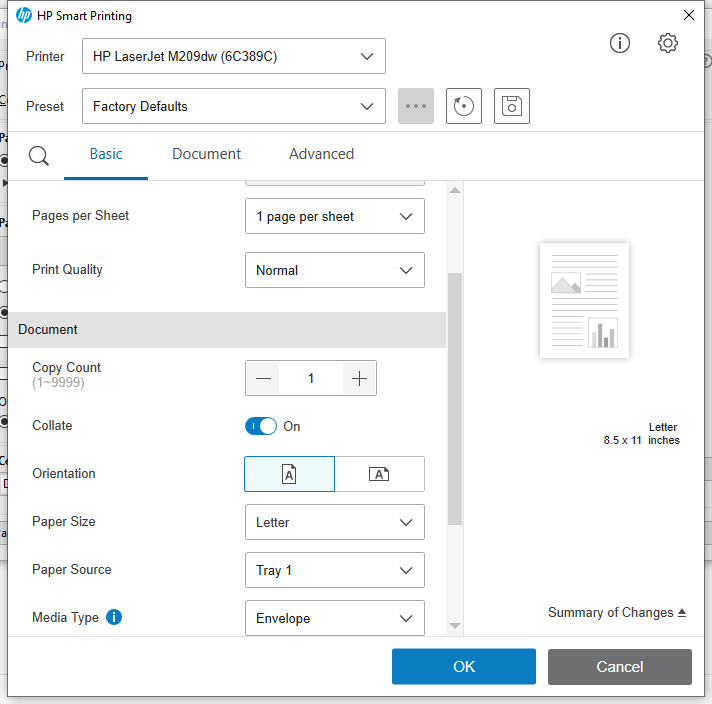 hp HP Smart Printing
Printer HP LaserJet M209dw (6C389C)
Preset Factory Defaults
Basic Document Advanced
Pages per Sheet 1 page per sheet
Print Quality Normal
Document
Copy Count
(1~9999)
1
Collate On
Orientation A A
Paper Size Letter
Paper Source Tray 1
Media Type Envelope
Letter
8.5 x 11 inches
Summary of Changes
OK Cancel